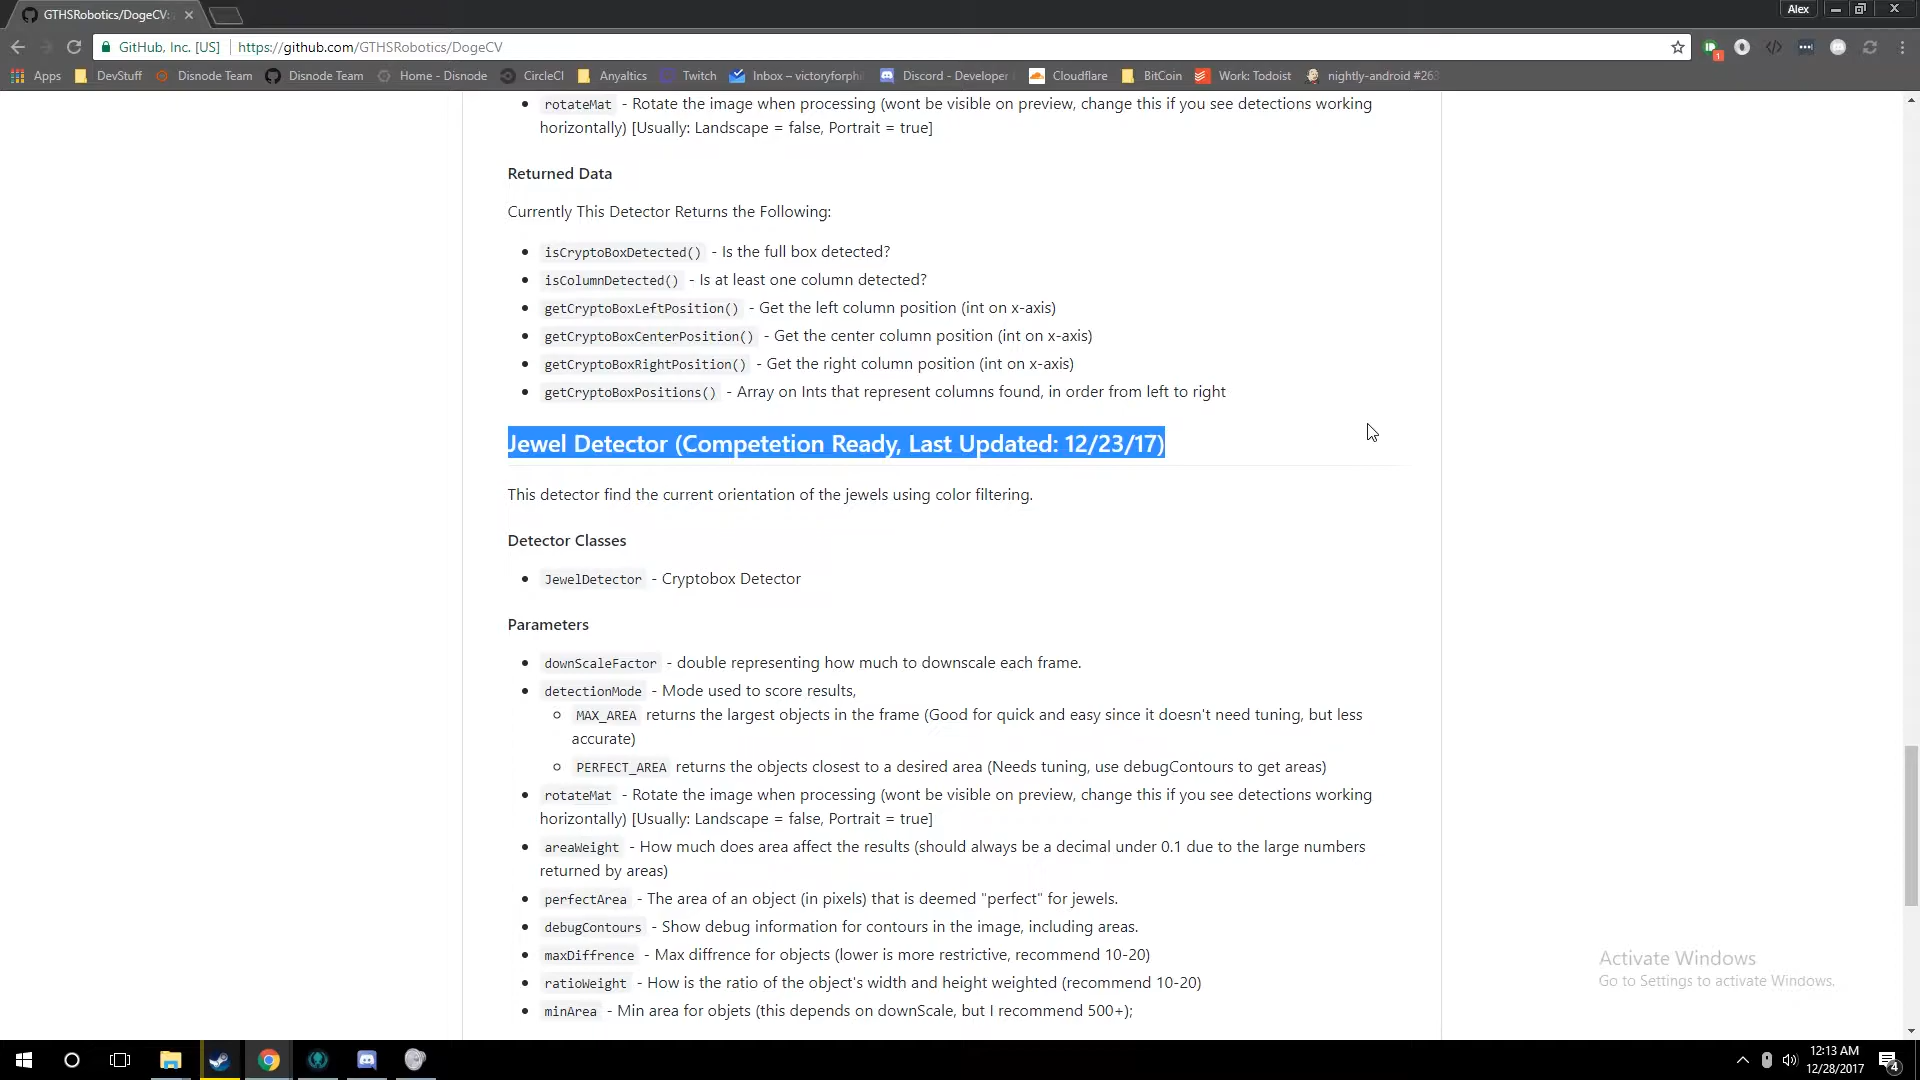 GTHSRobotics/DogeCV:
Alex
GitHub, Inc. [US]
https://github.com/GTHSRobotics/DogeCV
1
Apps
DevStuff
Disnode Team
Disnode Team
Home - Disnode
CircleCI
Anyaltics
Twitch
Inbox – victoryforphi
Discord - Developer
Cloudflare
BitCoin
Work: Todoist
nightly-android #263
rotateMat - Rotate the image when processing (wont be visible on preview, change this if you see detections working
horizontally) [Usually: Landscape = false, Portrait = true]
Returned Data
Currently This Detector Returns the Following:
isCryptoBoxDetected() - Is the full box detected?
isColumnDetected() - Is at least one column detected?
getCryptoBoxLeftPosition() - Get the left column position (int on x-axis)
getCryptoBoxCenterPosition() - Get the center column position (int on x-axis)
getCryptoBoxRightPosition() - Get the right column position (int on x-axis)
getCryptoBoxPositions() - Array on Ints that represent columns found, in order from left to right
Jewel Detector (Competetion Ready, Last Updated: 12/23/17)
This detector find the current orientation of the jewels using color filtering.
Detector Classes
JewelDetector - Cryptobox Detector
Parameters
downScaleFactor - double representing how much to downscale each frame.
detectionMode - Mode used to score results,
MAX_AREA returns the largest objects in the frame (Good for quick and easy since it doesn't need tuning, but less
accurate)
PERFECT_AREA returns the objects closest to a desired area (Needs tuning, use debugContours to get areas)
rotateMat - Rotate the image when processing (wont be visible on preview, change this if you see detections working
horizontally) [Usually: Landscape = false, Portrait = true]
areaWeight - How much does area affect the results (should always be a decimal under 0.1 due to the large numbers
returned by areas)
perfectArea - The area of an object (in pixels) that is deemed "perfect" for jewels.
debugContours - Show debug information for contours in the image, including areas.
maxDiffrence - Max diffrence for objects (lower is more restrictive, recommend 10-20)
ratioWeight - How is the ratio of the object's width and height weighted (recommend 10-20)
minArea - Min area for objets (this depends on downScale, but I recommend 500+);
Activate Windows
Go to Settings to activate Windows.
12:13 AM
12/28/2017
4